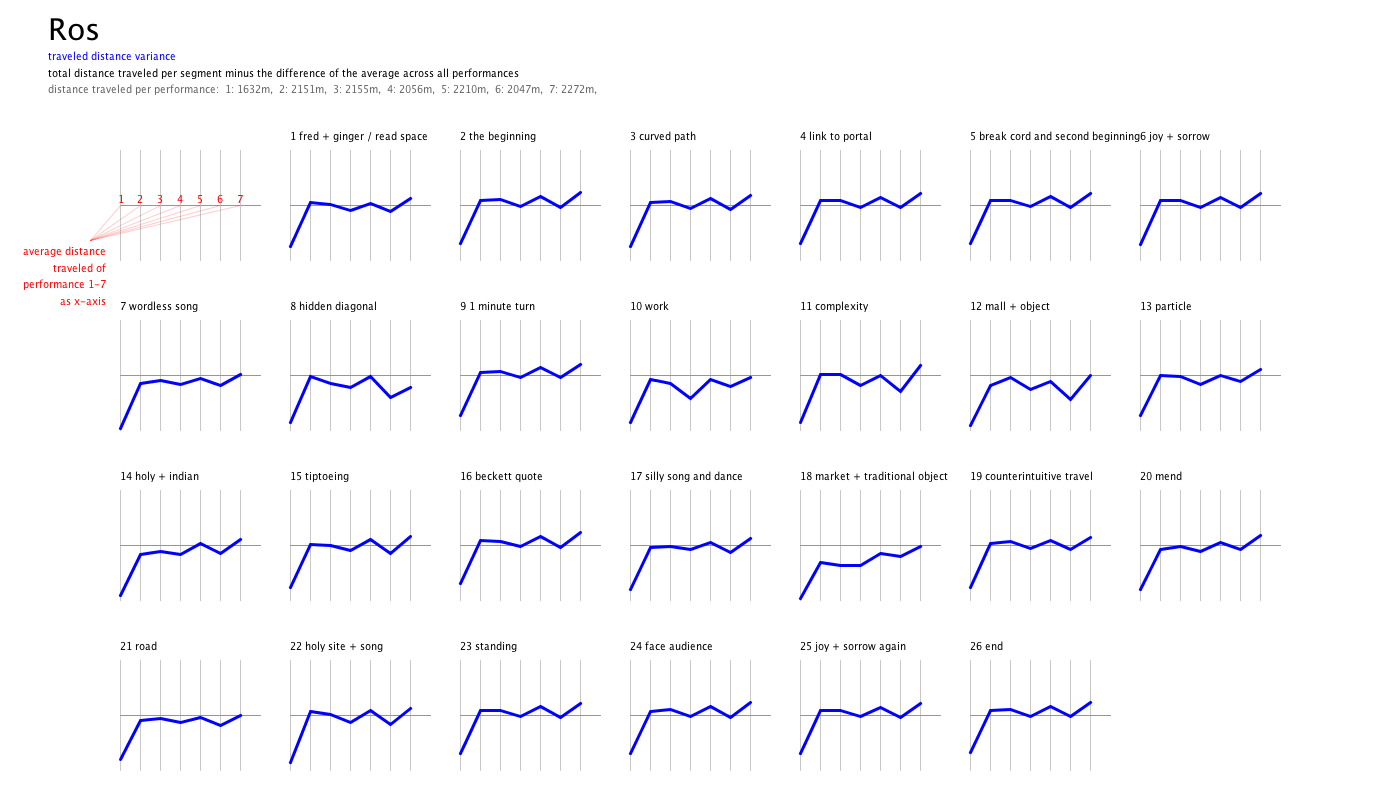 Ros
traveled distance variance
total distance traveled per segment minus the difference of the average across all performances
distance traveled per performance:  1: 1632m,  2: 2151m,  3: 2155m,  4: 2056m,  5: 2210m,  6: 2047m,  7: 2272m,
1 fred + ginger / read space
2 the beginning
3 curved path
4 link to portal
5 break cord and second beginning
6 joy + sorrow
1 2 3 4 5 6 7
average distance
traveled of
performance 1-7
as x-axis
7 wordless song
8 hidden diagonal
9 1 minute turn
10 work
11 complexity
12 mall + object
13 particle
14 holy + indian
15 tiptoeing
16 beckett quote
17 silly song and dance
18 market + traditional object
19 counterintuitive travel
20 mend
21 road
22 holy site + song
23 standing
24 face audience
25 joy + sorrow again
26 end